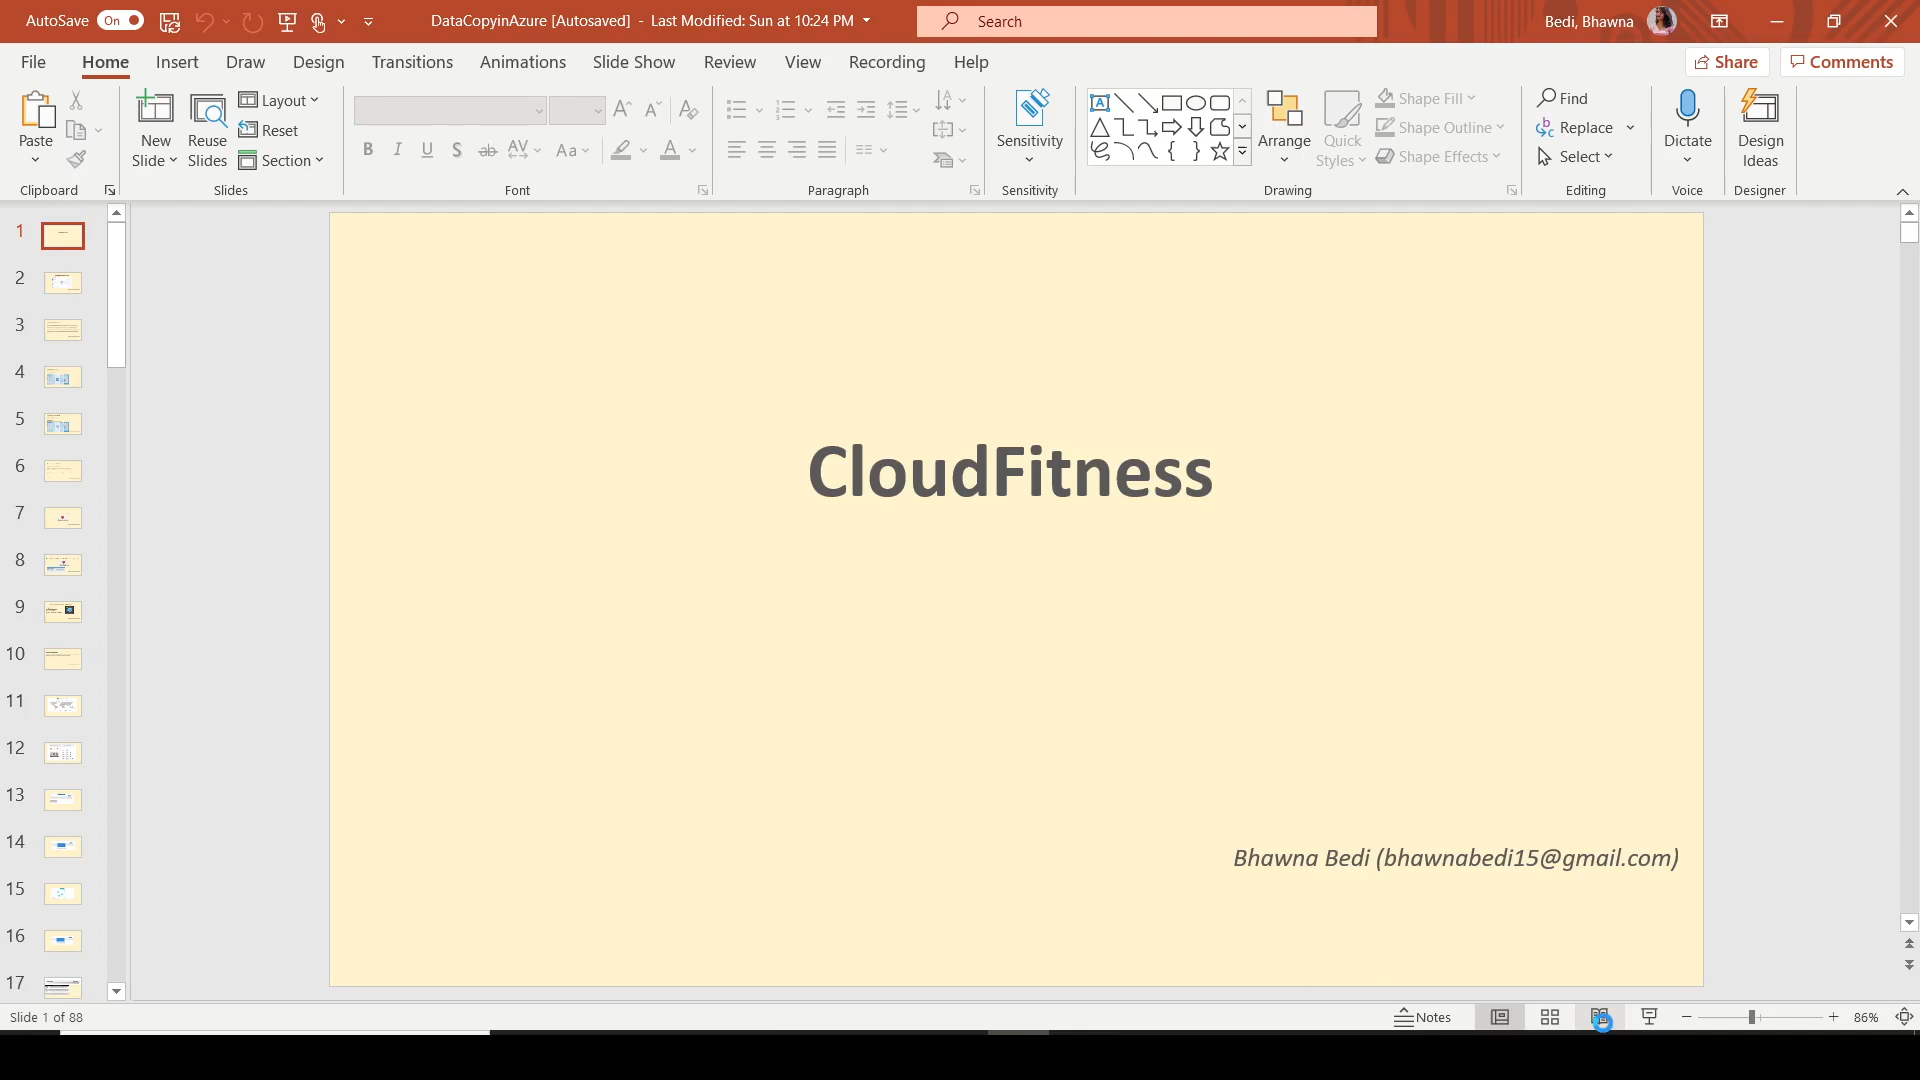 AutoSave On DataCopyinAzure [Autosaved] - Last Modified: Sun at 10:24 PM Search Bedi, Bhawna
File Home Insert Draw Design Transitions Animations Slide Show Review View Recording Help Share Comments
Paste
New Slide
Reuse Slides
Layout
Reset
Section
B I U S ab AV Aa A
Sensitivity
Arrange
Quick Styles
Shape Fill
Shape Outline
Shape Effects
Find
Replace
Select
Dictate
Design Ideas
Clipboard Slides Font Paragraph Sensitivity Drawing Editing Voice Designer
1
2
3
4
5
6
7
8
9
10
11
12
13
14
15
16
17
CloudFitness
Bhawna Bedi (bhawnabedi15@gmail.com)
Slide 1 of 88 Notes 86%